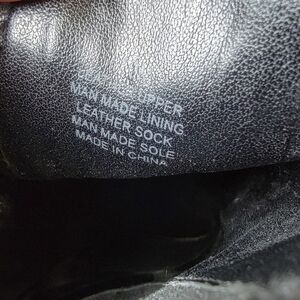 UPPER
MAN MADE LINING
LEATHER SOCK
MAN MADE SOLE
MADE IN CHINA